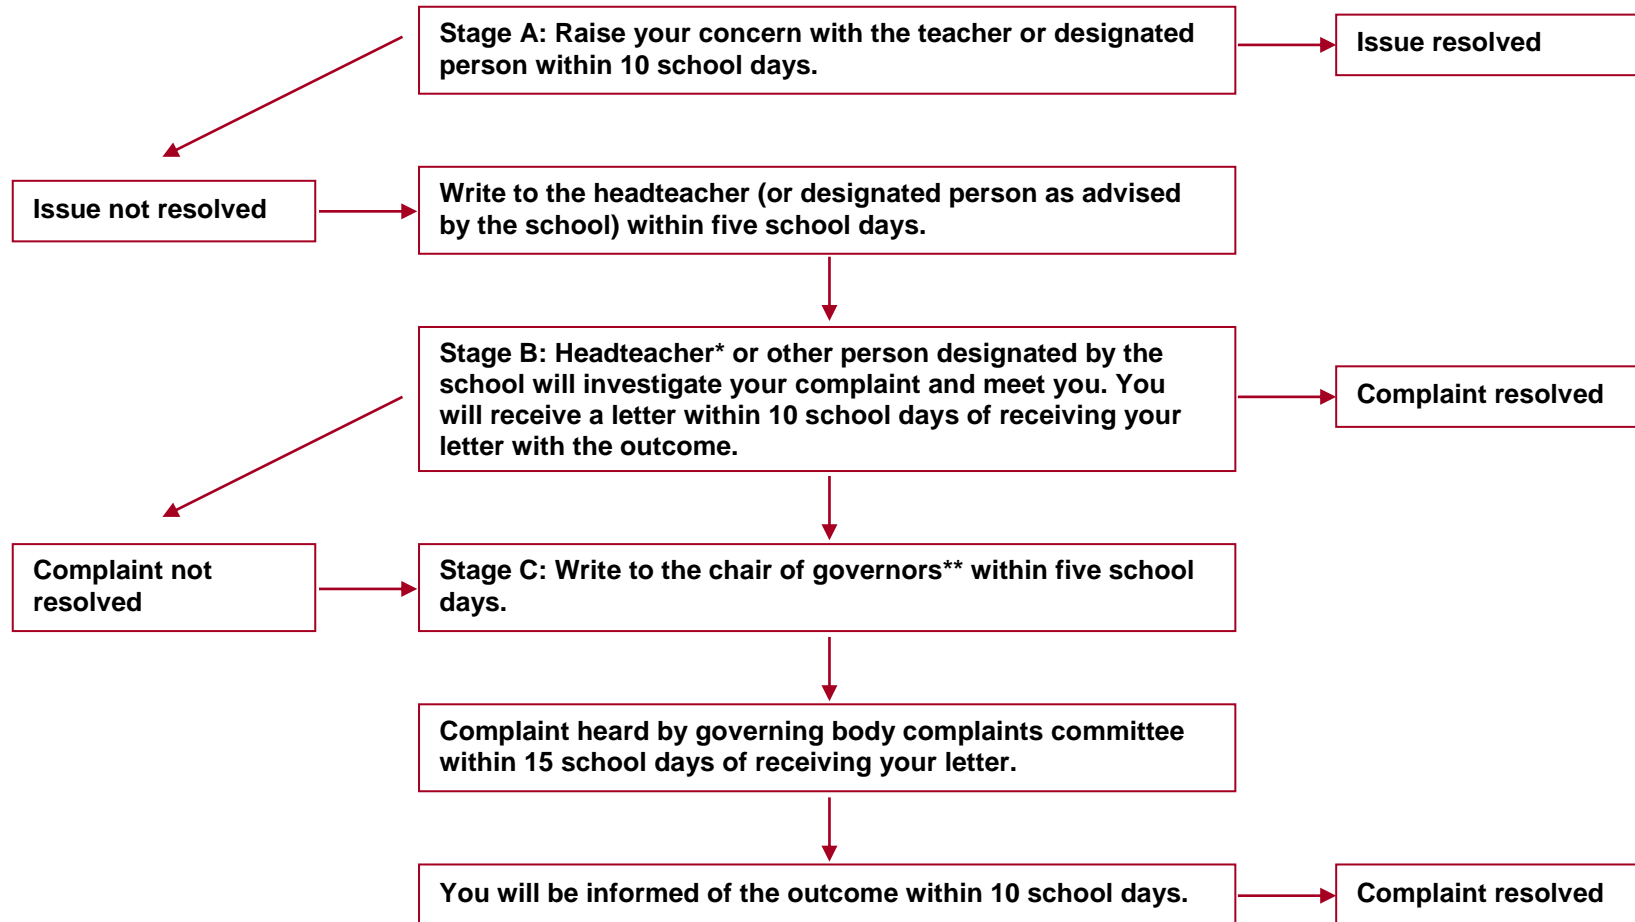 Stage A: Raise your concern with the teacher or designated
person within 10 school days.
Issue resolved
Issue not resolved
Write to the headteacher (or designated person as advised
by the school) within five school days.
Stage B: Headteacher* or other person designated by the
school will investigate your complaint and meet you. You
will receive a letter within 10 school days of receiving your
letter with the outcome.
Complaint resolved
Complaint not
resolved
Stage C: Write to the chair of governors** within five school
days.
Complaint heard by governing body complaints committee
within 15 school days of receiving your letter.
You will be informed of the outcome within 10 school days.
Complaint resolved